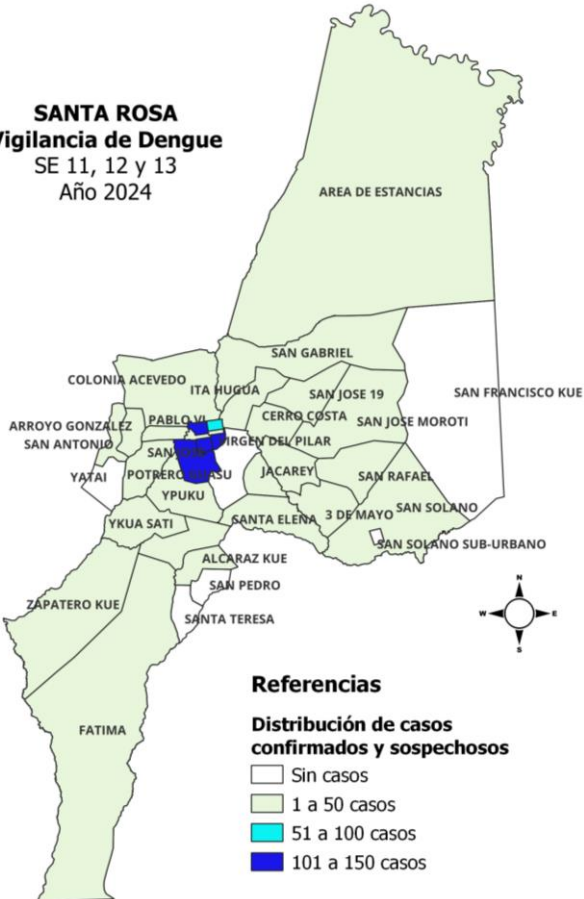 SANTA ROSA
Vigilancia de Dengue
SE 11, 12 y 13
Año 2024
AREA DE ESTANCIAS
SAN GABRIEL
COLONIA ACEVEDO
ITA HUGUA
SAN JOSE 19
SAN FRANCISCO KUE
ARROYO GONZALEZ
PABLO VI
CERRO COSTA
SAN JOSE MOROTI
SAN ANTONIO
VIRGEN DEL PILAR
SAN
YATAI
POTRERO
JACAREY
SAN RAFAEL
YPUKU
SAN SOLANO
YKUA SATI
SANTA ELENA
3 DE MAYO
SAN SOLANO SUB-URBANO
ALCARAZ KUE
SAN PEDRO
ZAPATERO KUE
SANTA TERESA
FATIMA
N
W
E
S
Referencias
Distribución de casos
confirmados y sospechosos
Sin casos
1 a 50 casos
51 a 100 casos
101 a 150 casos